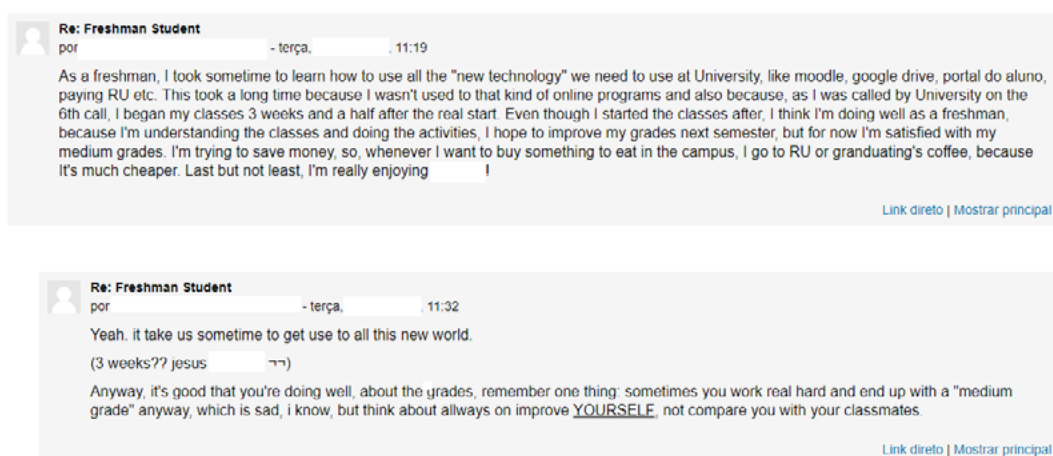 Re: Freshman Student
por - terça, , 11:19
As a freshman, I took sometime to learn how to use all the "new technology" we need to use at University, like moodle, google drive, portal do aluno,
paying RU etc. This took a long time because I wasn't used to that kind of online programs and also because, as I was called by University on the
6th call, I began my classes 3 weeks and a half after the real start. Even though I started the classes after, I think I'm doing well as a freshman,
because I'm understanding the classes and doing the activities, I hope to improve my grades next semester, but for now I'm satisfied with my
medium grades. I'm trying to save money, so, whenever I want to buy something to eat in the campus, I go to RU or granduating's coffee, because
It's much cheaper. Last but not least, I'm really enjoying !
Link direto | Mostrar principal
Re: Freshman Student
por - terça, , 11:32
Yeah. it take us sometime to get use to all this new world.
(3 weeks?? jesus ¬¬)
Anyway, it's good that you're doing well, about the grades, remember one thing: sometimes you work real hard and end up with a "medium
grade" anyway, which is sad, i know, but think about allways on improve YOURSELF, not compare you with your classmates.
Link direto | Mostrar principal